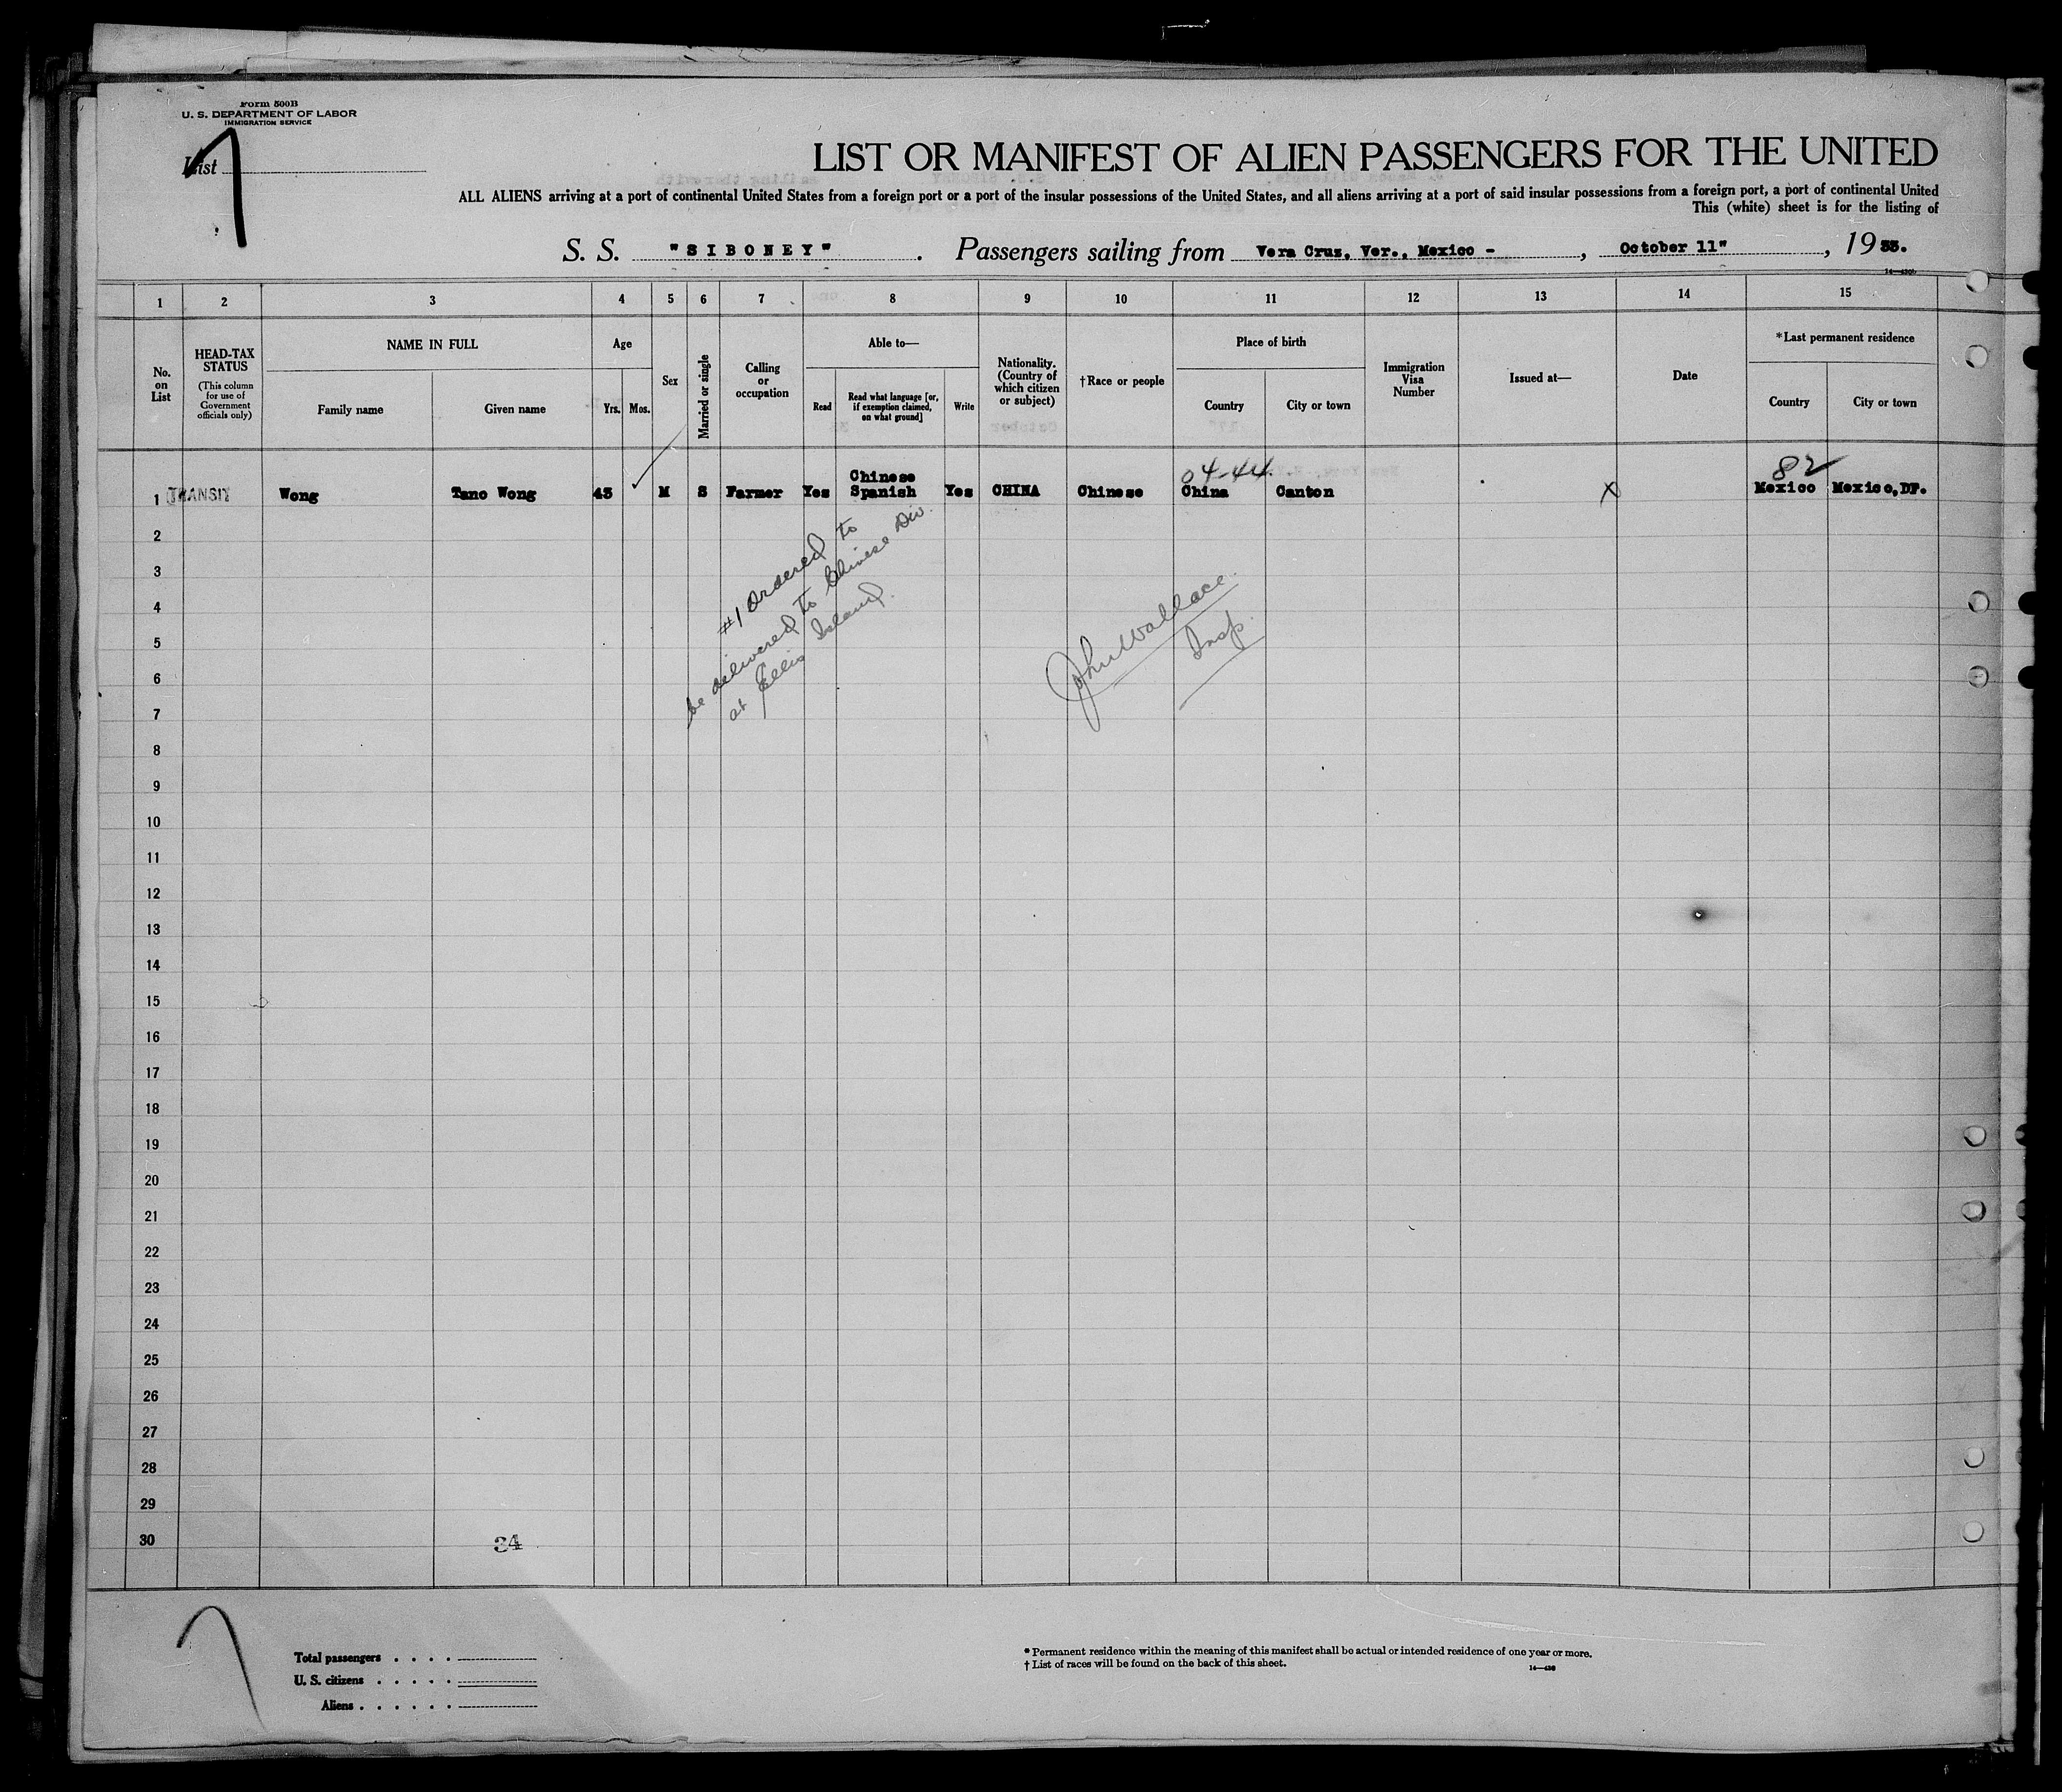 Form 500B
U. S. DEPARTMENT OF LABOR
IMMIGRATION SERVICE
List
LIST OR MANIFEST OF ALIEN PASSENGERS FOR THE UNITED
ALL ALIENS arriving at a port of continental United States from a foreign port or a port of the insular possessions of the United States, and all aliens arriving at a port of said insular possessions from a foreign port, a port of continental United
This (white) sheet is for the listing of
S. S. "SIBONEY". Passengers sailing from Vera Cruz, Ver., Mexico - , October 11", 1933.
1 2 3 4 5 6 7 8 9 10 11 12 13 14 15
No. on List
HEAD-TAX STATUS
(This column for use of Government officials only)
NAME IN FULL
Family name
Given name
Age
Yrs. Mos.
Sex
Married or single
Calling or occupation
Able to—
Read
Read what language [or, if exemption claimed, on what ground]
Write
Nationality. (Country of which citizen or subject)
†Race or people
Place of birth
Country
City or town
Immigration Visa Number
Issued at—
Date
*Last permanent residence
Country
City or town
04-44
82
1 TRANSIT Wong Tano Wong 43 M S Farmer Yes Chinese Spanish Yes CHINA Chinese China Canton X Mexico Mexico, DF.
#1 Ordered to
be delivered to Chinese Div.
at Ellis Island.
John Wallace
Insp.
2
3
4
5
6
7
8
9
10
11
12
13
14
15
16
17
18
19
20
21
22
23
24
25
26
27
28
29
30
34
Total passengers
U. S. citizens
Aliens
* Permanent residence within the meaning of this manifest shall be actual or intended residence of one year or more.
† List of races will be found on the back of this sheet.
14—430